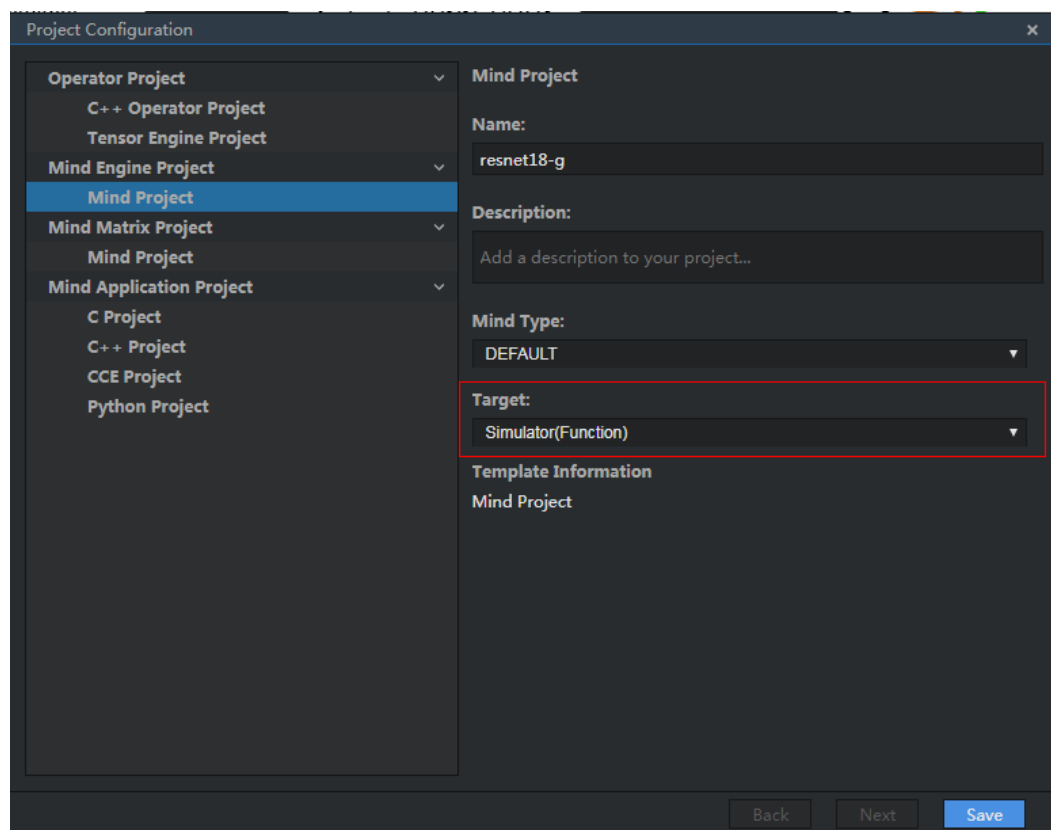 Project Configuration
×
Operator Project
C++ Operator Project
Tensor Engine Project
Mind Engine Project
Mind Project
Mind Matrix Project
Mind Project
Mind Application Project
C Project
C++ Project
CCE Project
Python Project
Mind Project
Name:
resnet18-g
Description:
Add a description to your project...
Mind Type:
DEFAULT
Target:
Simulator(Function)
Template Information
Mind Project
Back
Next
Save